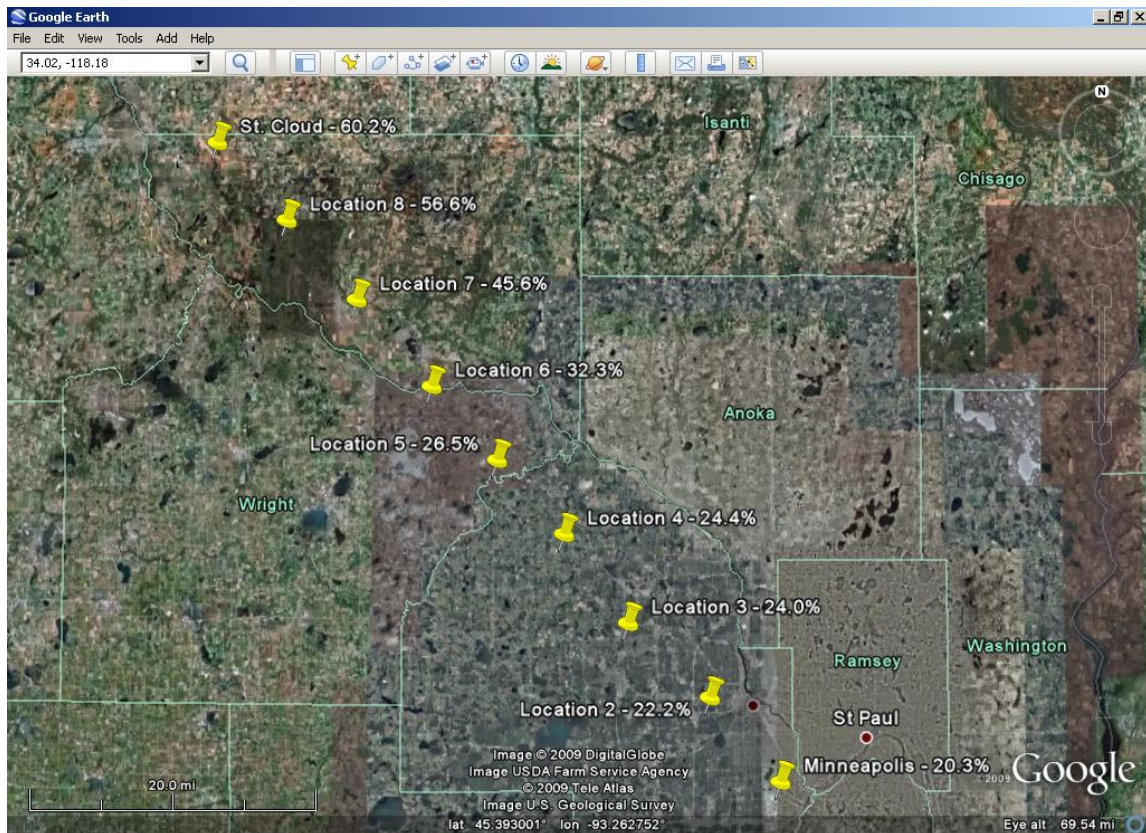 Google Earth
File Edit View Tools Add Help
34.02, -118.18
N
St. Cloud - 60.2%
Isanti
Chisago
Location 8 - 56.6%
Location 7 - 45.6%
Location 6 - 32.3%
Anoka
Location 5 - 26.5%
Wright
Location 4 - 24.4%
Location 3 - 24.0%
Washington
Ramsey
Location 2 - 22.2%
St Paul
Minneapolis - 20.3%
20.0 mi
Image © 2009 DigitalGlobe
Image USDA Farm Service Agency
© 2009 Tele Atlas
Image U.S. Geological Survey
© 2009 Google
lat 45.393001° lon -93.262752°
Eye alt 69.54 mi